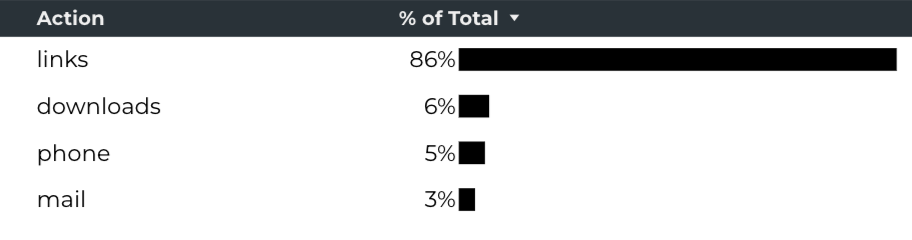 Action % of Total
links 86%
downloads 6%
phone 5%
mail 3%